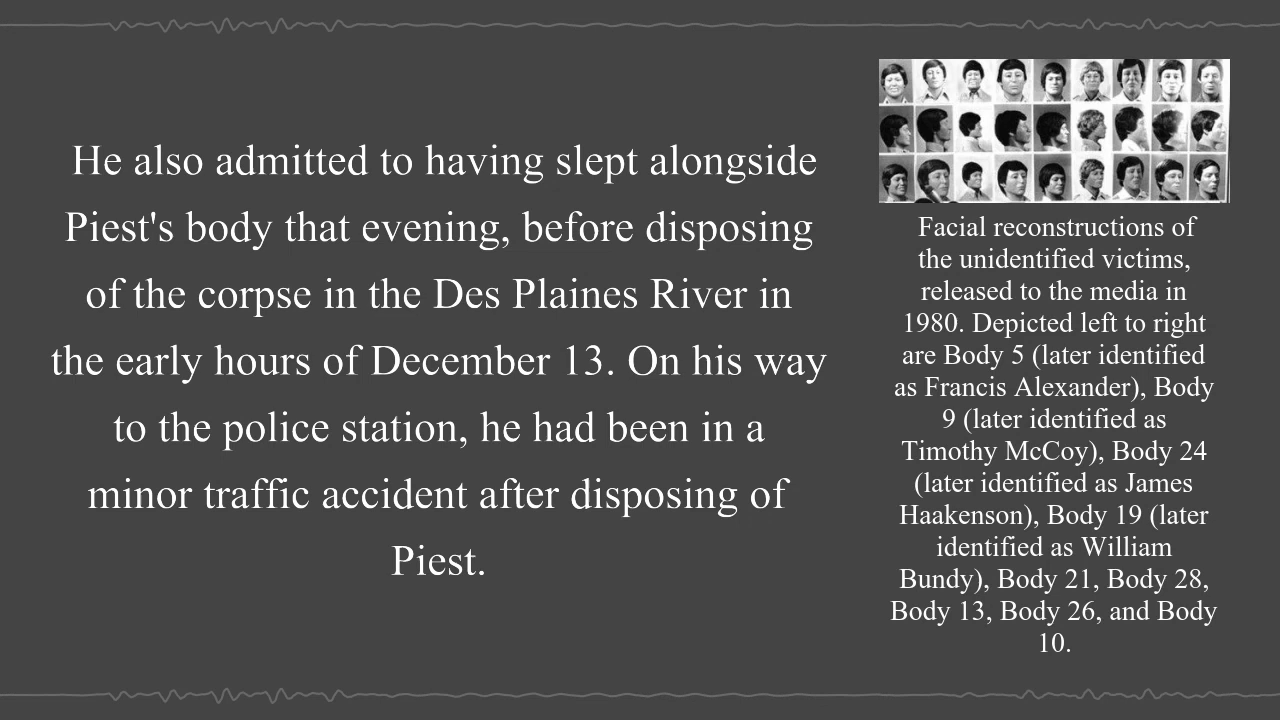 He also admitted to having slept alongside
Piest's body that evening, before disposing
of the corpse in the Des Plaines River in
the early hours of December 13. On his way
to the police station, he had been in a
minor traffic accident after disposing of
Piest.
Facial reconstructions of
the unidentified victims,
released to the media in
1980. Depicted left to right
are Body 5 (later identified
as Francis Alexander), Body
9 (later identified as
Timothy McCoy), Body 24
(later identified as James
Haakenson), Body 19 (later
identified as William
Bundy), Body 21, Body 28,
Body 13, Body 26, and Body
10.